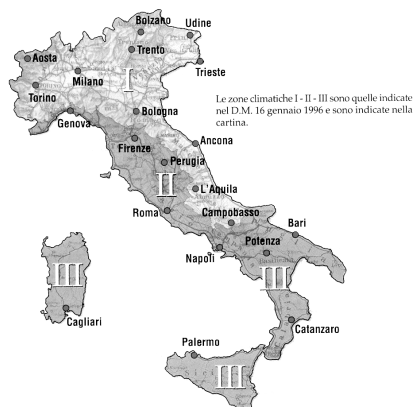 Bolzano
Udine
Trento
Aosta
Trieste
Milano
I
Torino
Le zone climatiche I - II - III sono quelle indicate
nel D.M. 16 gennaio 1996 e sono indicate nella
cartina.
Bologna
Genova
Ancona
Firenze
Perugia
II
L'Aquila
Roma
Campobasso
Bari
Potenza
Napoli
III
III
Cagliari
Catanzaro
Palermo
III